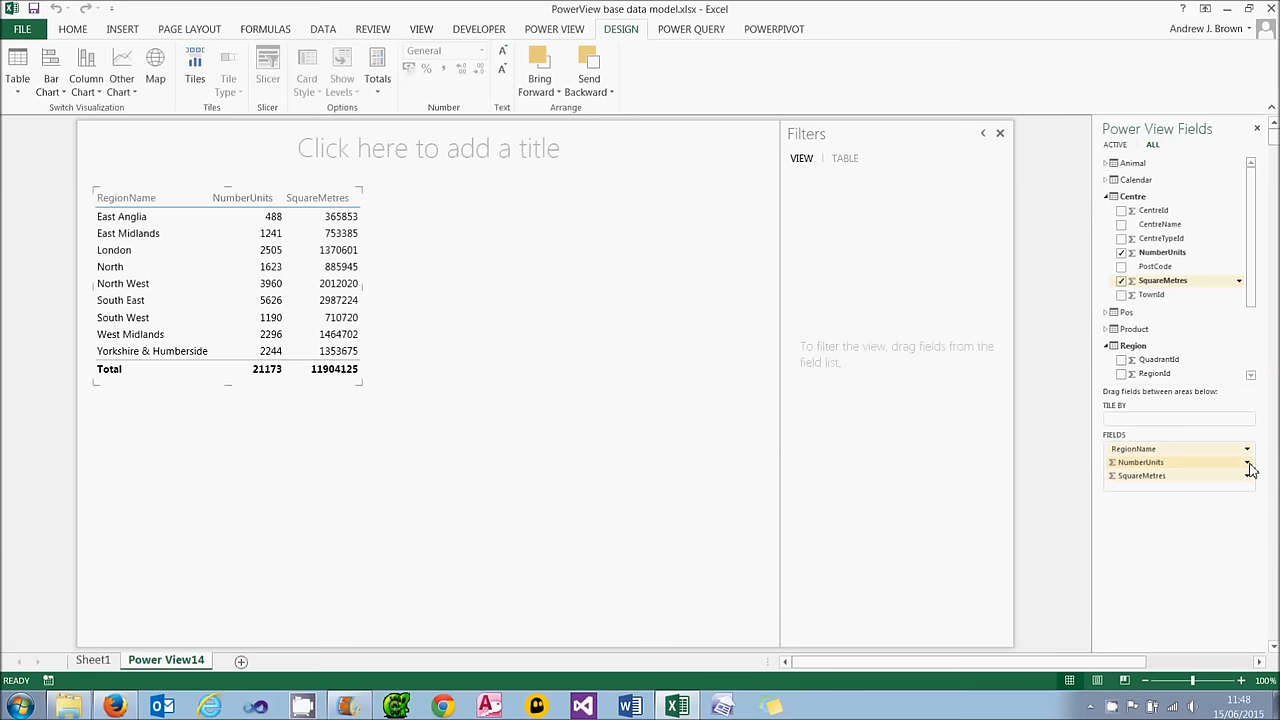 PowerView base data model.xlsx - Excel
FILE HOME INSERT PAGE LAYOUT FORMULAS DATA REVIEW VIEW DEVELOPER POWER VIEW DESIGN POWER QUERY POWERPIVOT Andrew J. Brown
Table Bar Chart Column Chart Other Chart Map Tiles Tile Type Slicer Card Style Show Levels Totals General Bring Forward Send Backward
Switch Visualization Tiles Slicer Options Number Text Arrange
Click here to add a title
RegionName NumberUnits SquareMetres
East Anglia 488 365853
East Midlands 1241 753385
London 2505 1370601
North 1623 885945
North West 3960 2012020
South East 5626 2987224
South West 1190 710720
West Midlands 2296 1464702
Yorkshire & Humberside 2244 1353675
Total 21173 11904125
Filters
VIEW | TABLE
To filter the view, drag fields from the
field list.
Power View Fields
ACTIVE ALL
Animal
Calendar
Centre
CentreId
CentreName
CentreTypeId
NumberUnits
PostCode
SquareMetres
TownId
Pos
Product
Region
QuadrantId
RegionId
Drag fields between areas below:
TILE BY
FIELDS
RegionName
NumberUnits
SquareMetres
Sheet1 Power View14
READY 100%
11:48
15/06/2015